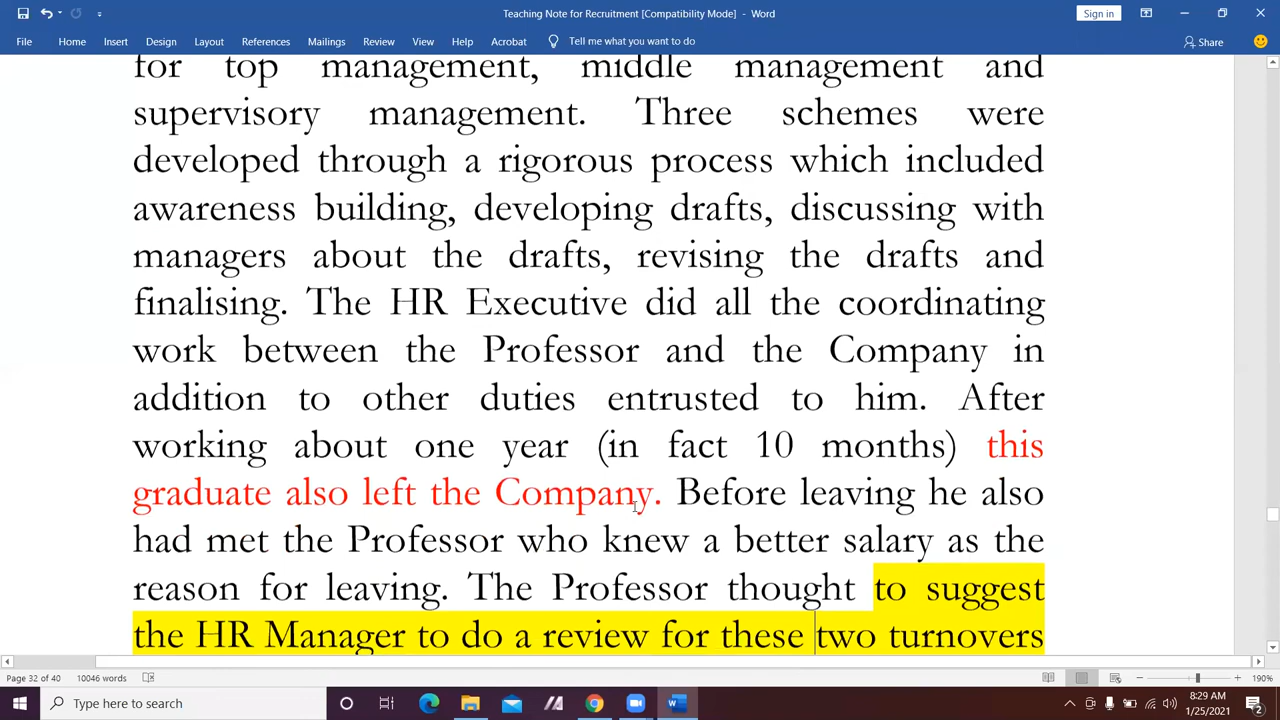 Teaching Note for Recruitment [Compatibility Mode] - Word
Sign in
File Home Insert Design Layout References Mailings Review View Help Acrobat Tell me what you want to do Share
for top management, middle management and
supervisory management. Three schemes were
developed through a rigorous process which included
awareness building, developing drafts, discussing with
managers about the drafts, revising the drafts and
finalising. The HR Executive did all the coordinating
work between the Professor and the Company in
addition to other duties entrusted to him. After
working about one year (in fact 10 months) this
graduate also left the Company. Before leaving he also
had met the Professor who knew a better salary as the
reason for leaving. The Professor thought to suggest
the HR Manager to do a review for these two turnovers
Page 32 of 40 10046 words 190%
Type here to search
8:29 AM
1/25/2021
2